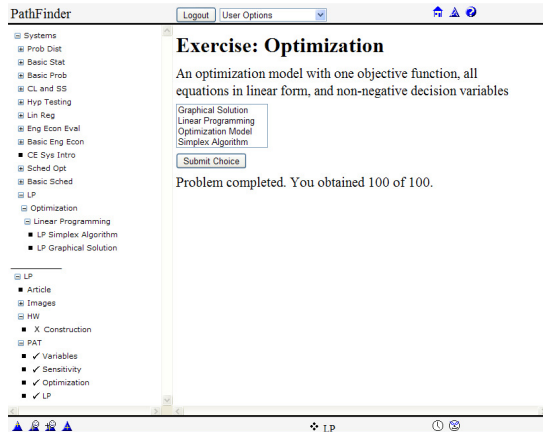 PathFinder
Logout
User Options
Systems
Prob Dist
Basic Stat
Basic Prob
CL and SS
Hyp Testing
Lin Reg
Eng Econ Eval
Basic Eng Econ
CE Sys Intro
Sched Opt
Basic Sched
LP
Optimization
Linear Programming
LP Simplex Algorithm
LP Graphical Solution
LP
Article
Images
HW
X Construction
PAT
✓ Variables
✓ Sensitivity
✓ Optimization
✓ LP
Exercise: Optimization
An optimization model with one objective function, all
equations in linear form, and non-negative decision variables
Graphical Solution
Linear Programming
Optimization Model
Simplex Algorithm
Submit Choice
Problem completed. You obtained 100 of 100.
❖ LP